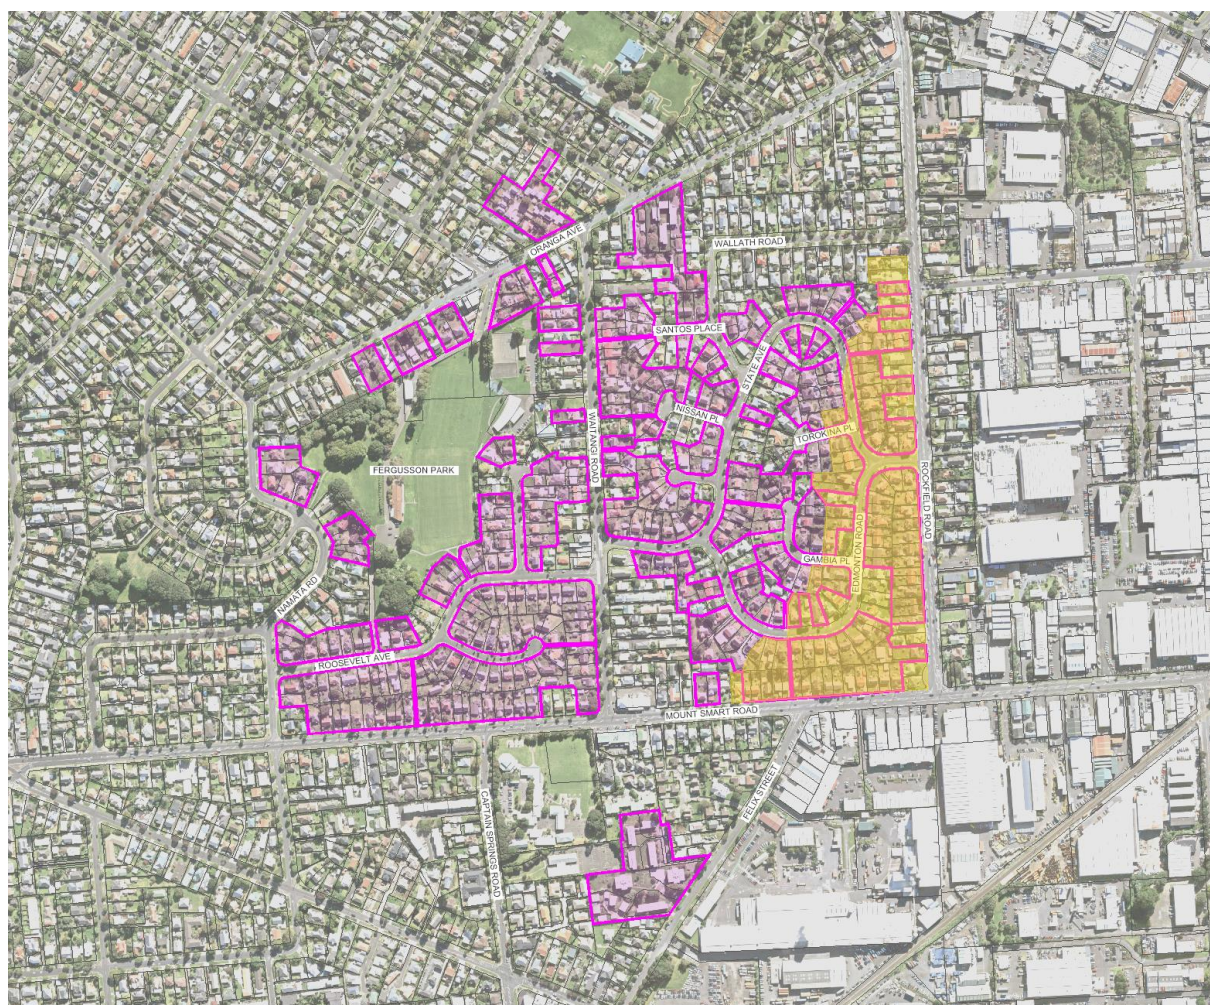 ORANGA AVE
WALLATH ROAD
SANTOS PLACE
STATE AVE
NISSAN PL
WAITANGI ROAD
TOROKINA PL
FERGUSSON PARK
ROCKFIELD ROAD
EDMONTON ROAD
GAMBIA PL
NAMATA RD
ROOSEVELT AVE
MOUNT SMART ROAD
FELIX STREET
CAPTAIN SPRINGS ROAD